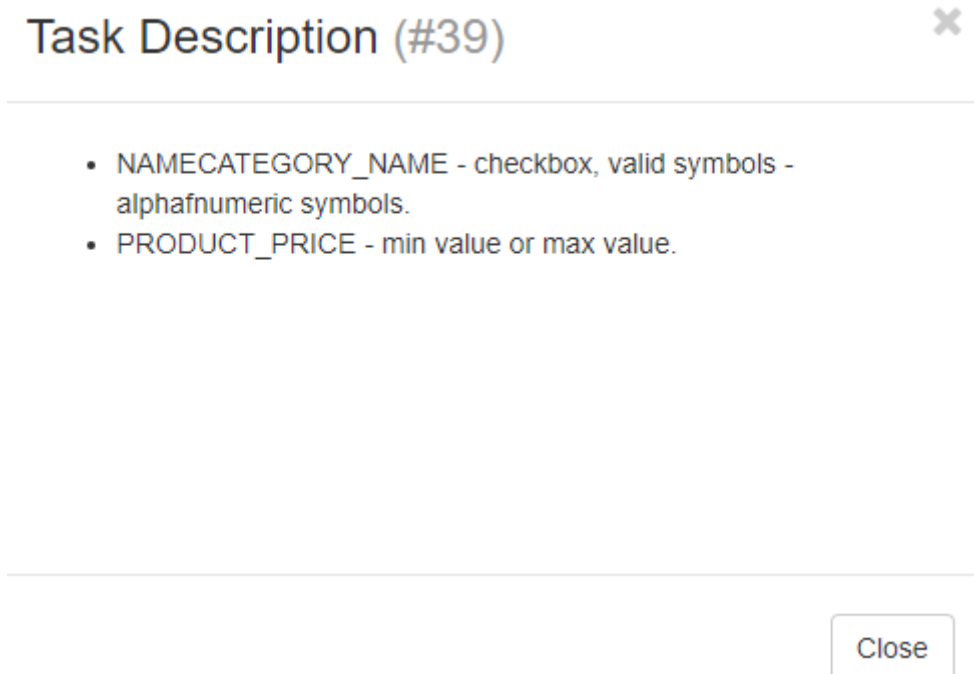 Task Description (#39)
×
• NAMECATEGORY_NAME - checkbox, valid symbols -
alphafnumeric symbols.
• PRODUCT_PRICE - min value or max value.
Close